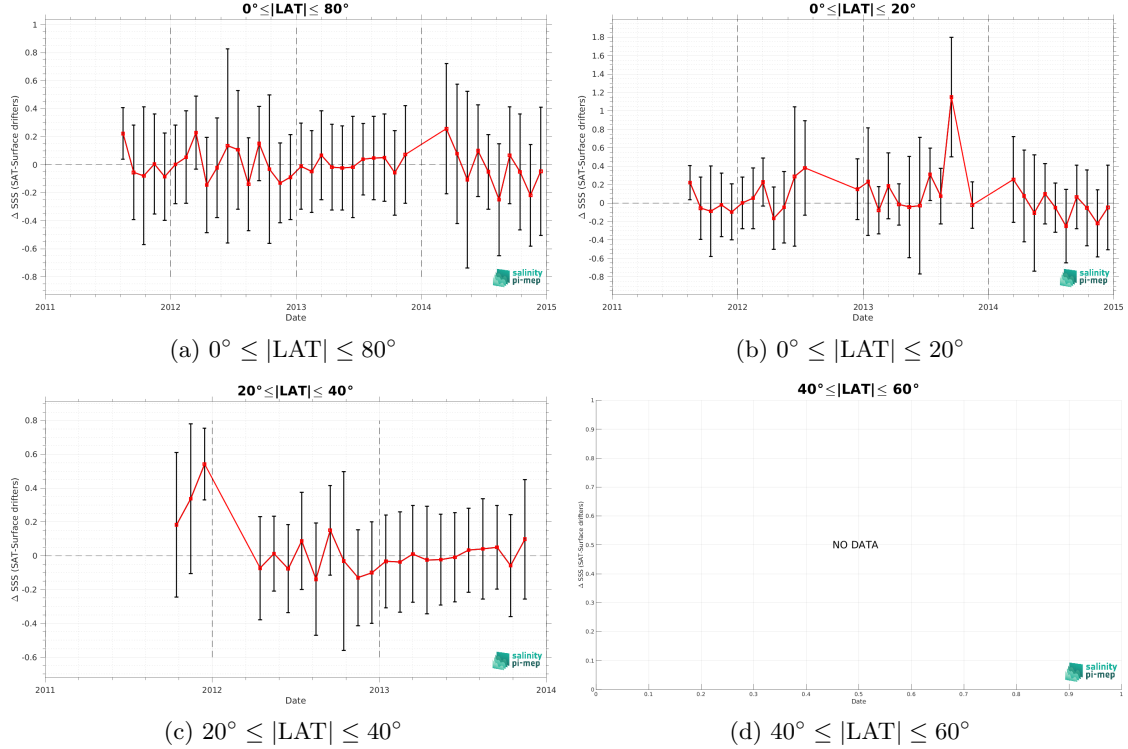 0°≤|LAT|≤ 80°
1
0.8
0.6
0.4
0.2
0
-0.2
-0.4
-0.6
-0.8
Δ SSS (SAT-Surface drifters)
2011
2012
2013
2014
2015
Date
salinity
pi-mep
(a) 0° ≤ |LAT| ≤ 80°
0°≤|LAT|≤ 20°
1.8
1.6
1.4
1.2
1
0.8
0.6
0.4
0.2
0
-0.2
-0.4
-0.6
-0.8
Δ SSS (SAT-Surface drifters)
2011
2012
2013
2014
2015
Date
salinity
pi-mep
(b) 0° ≤ |LAT| ≤ 20°
20°≤|LAT|≤ 40°
0.8
0.6
0.4
0.2
0
-0.2
-0.4
-0.6
Δ SSS (SAT-Surface drifters)
2011
2012
2013
2014
Date
salinity
pi-mep
(c) 20° ≤ |LAT| ≤ 40°
40°≤|LAT|≤ 60°
1
0.9
0.8
0.7
0.6
0.5
0.4
0.3
0.2
0.1
0
Δ SSS (SAT-Surface drifters)
NO DATA
0
0.1
0.2
0.3
0.4
0.5
0.6
0.7
0.8
0.9
1
Date
salinity
pi-mep
(d) 40° ≤ |LAT| ≤ 60°